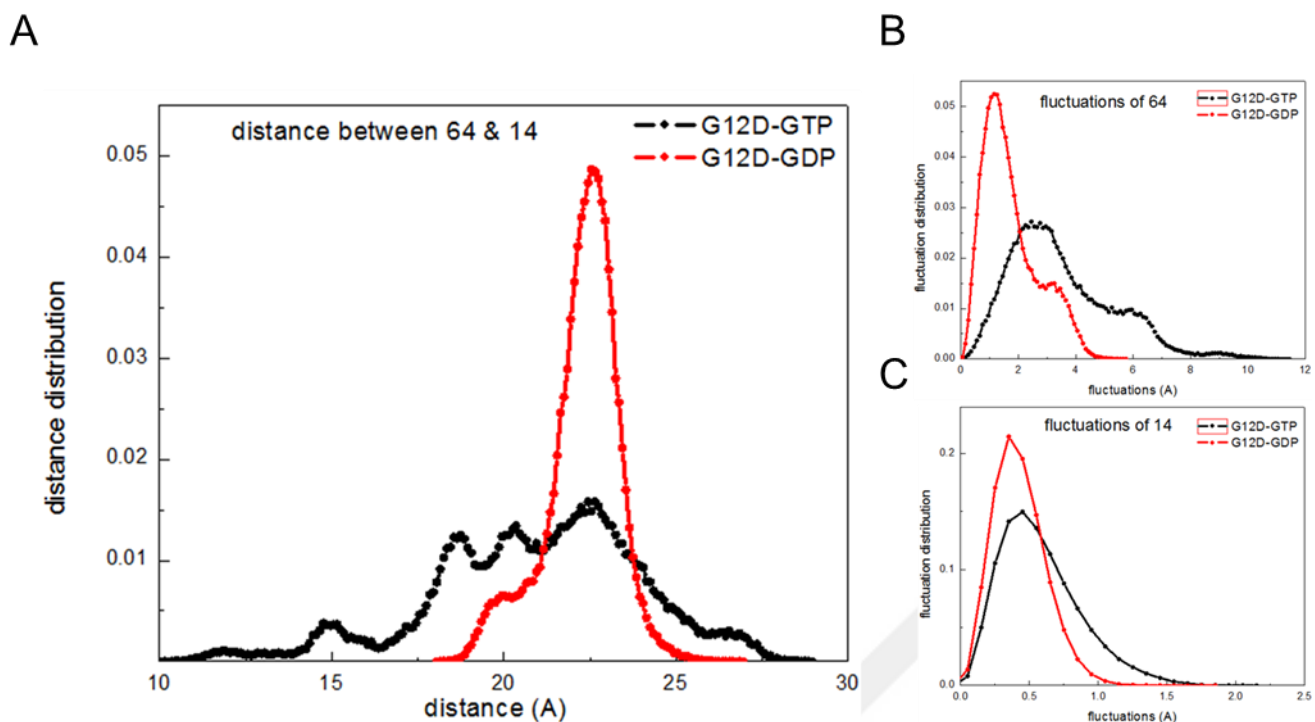 A
distance between 64 & 14
G12D-GTP
G12D-GDP
distance distribution
0.05
0.04
0.03
0.02
0.01
10 15 20 25 30
distance (A)
B
fluctuations of 64
G12D-GTP
G12D-GDP
fluctuation distribution
0.05
0.04
0.03
0.02
0.01
0.00
0 2 4 6 8 10 12
fluctuations (A)
C
fluctuations of 14
G12D-GTP
G12D-GDP
fluctuation distribution
0.2
0.1
0.0
0.0 0.5 1.0 1.5 2.0 2.5
fluctuations (A)